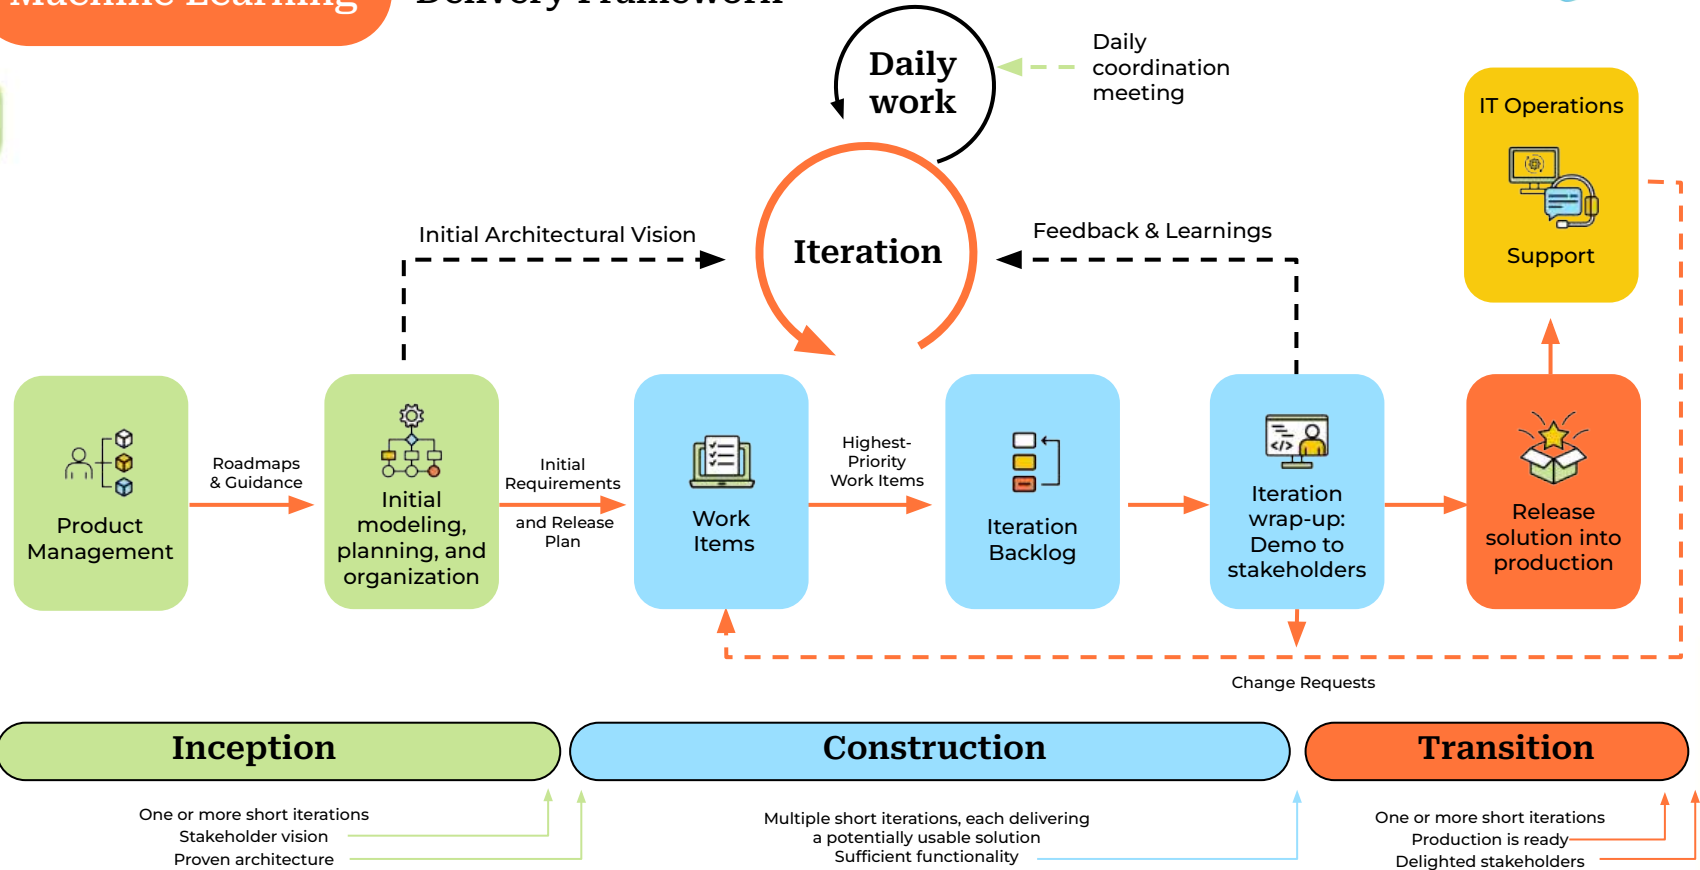 Machine Learning
Delivery Framework
Daily
work
Daily
coordination
meeting
IT Operations
Support
Initial Architectural Vision
Iteration
Feedback & Learnings
Product
Management
Roadmaps
& Guidance
Initial
modeling,
planning, and
organization
Initial
Requirements
and Release
Plan
Work
Items
Highest-
Priority
Work Items
Iteration
Backlog
Iteration
wrap-up:
Demo to
stakeholders
</>
Release
solution into
production
Change Requests
Inception
Construction
Transition
One or more short iterations
Stakeholder vision
Proven architecture
Multiple short iterations, each delivering
a potentially usable solution
Sufficient functionality
One or more short iterations
Production is ready
Delighted stakeholders